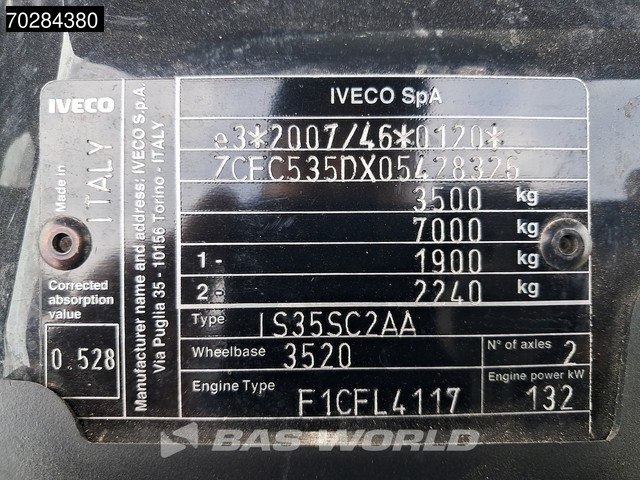 70284380
IVECO
Made in
ITALY
Corrected
absorption
value
0.528
Manufacturer name and address: IVECO S.p.A.
Via Puglia 35 - 10156 Torino - ITALY
IVECO SpA
e3*2007/46*0120*
ZCFC535DX05428326
3500 kg
7000 kg
1- 1900 kg
2- 2240 kg
Type IS35SC2AA
Wheelbase 3520
N° of axles 2
Engine Type F1CFL4117
Engine power kW 132
BAS WORLD